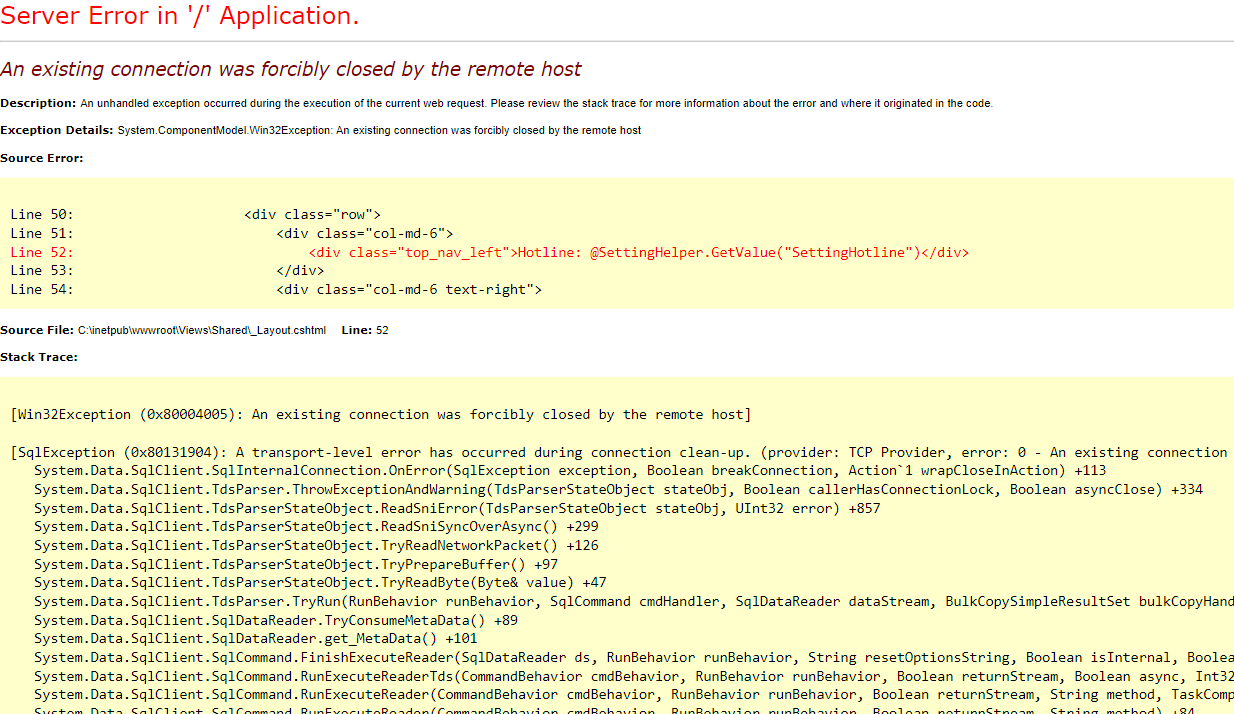 Server Error in '/' Application.
An existing connection was forcibly closed by the remote host
Description: An unhandled exception occurred during the execution of the current web request. Please review the stack trace for more information about the error and where it originated in the code.
Exception Details: System.ComponentModel.Win32Exception: An existing connection was forcibly closed by the remote host
Source Error:
Line 50:                     <div class="row">
Line 51:                         <div class="col-md-6">
Line 52:                             <div class="top_nav_left">Hotline: @SettingHelper.GetValue("SettingHotline")</div>
Line 53:                         </div>
Line 54:                         <div class="col-md-6 text-right">
Source File: C:\inetpub\wwwroot\Views\Shared\_Layout.cshtml    Line: 52
Stack Trace:
[Win32Exception (0x80004005): An existing connection was forcibly closed by the remote host]
[SqlException (0x80131904): A transport-level error has occurred during connection clean-up. (provider: TCP Provider, error: 0 - An existing connection
System.Data.SqlClient.SqlInternalConnection.OnError(SqlException exception, Boolean breakConnection, Action`1 wrapCloseInAction) +113
System.Data.SqlClient.TdsParser.ThrowExceptionAndWarning(TdsParserStateObject stateObj, Boolean callerHasConnectionLock, Boolean asyncClose) +334
System.Data.SqlClient.TdsParserStateObject.ReadSniError(TdsParserStateObject stateObj, UInt32 error) +857
System.Data.SqlClient.TdsParserStateObject.ReadSniSyncOverAsync() +299
System.Data.SqlClient.TdsParserStateObject.TryReadNetworkPacket() +126
System.Data.SqlClient.TdsParserStateObject.TryPrepareBuffer() +97
System.Data.SqlClient.TdsParserStateObject.TryReadByte(Byte& value) +47
System.Data.SqlClient.TdsParser.TryRun(RunBehavior runBehavior, SqlCommand cmdHandler, SqlDataReader dataStream, BulkCopySimpleResultSet bulkCopyHand
System.Data.SqlClient.SqlDataReader.TryConsumeMetaData() +89
System.Data.SqlClient.SqlDataReader.get_MetaData() +101
System.Data.SqlClient.SqlCommand.FinishExecuteReader(SqlDataReader ds, RunBehavior runBehavior, String resetOptionsString, Boolean isInternal, Boolea
System.Data.SqlClient.SqlCommand.RunExecuteReaderTds(CommandBehavior cmdBehavior, RunBehavior runBehavior, Boolean returnStream, Boolean async, Int32
System.Data.SqlClient.SqlCommand.RunExecuteReader(CommandBehavior cmdBehavior, RunBehavior runBehavior, Boolean returnStream, String method, TaskComp
System.Data.SqlClient.SqlCommand.RunExecuteReader(CommandBehavior cmdBehavior, RunBehavior runBehavior, Boolean returnStream, String method) +84